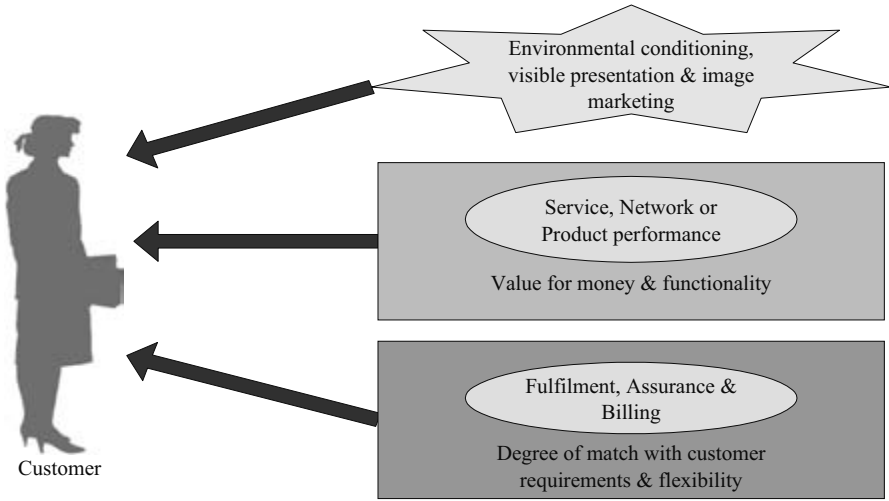 Environmental conditioning,
visible presentation & image
marketing
Service, Network or
Product performance
Value for money & functionality
Fulfilment, Assurance &
Billing
Degree of match with customer
requirements & flexibility
Customer